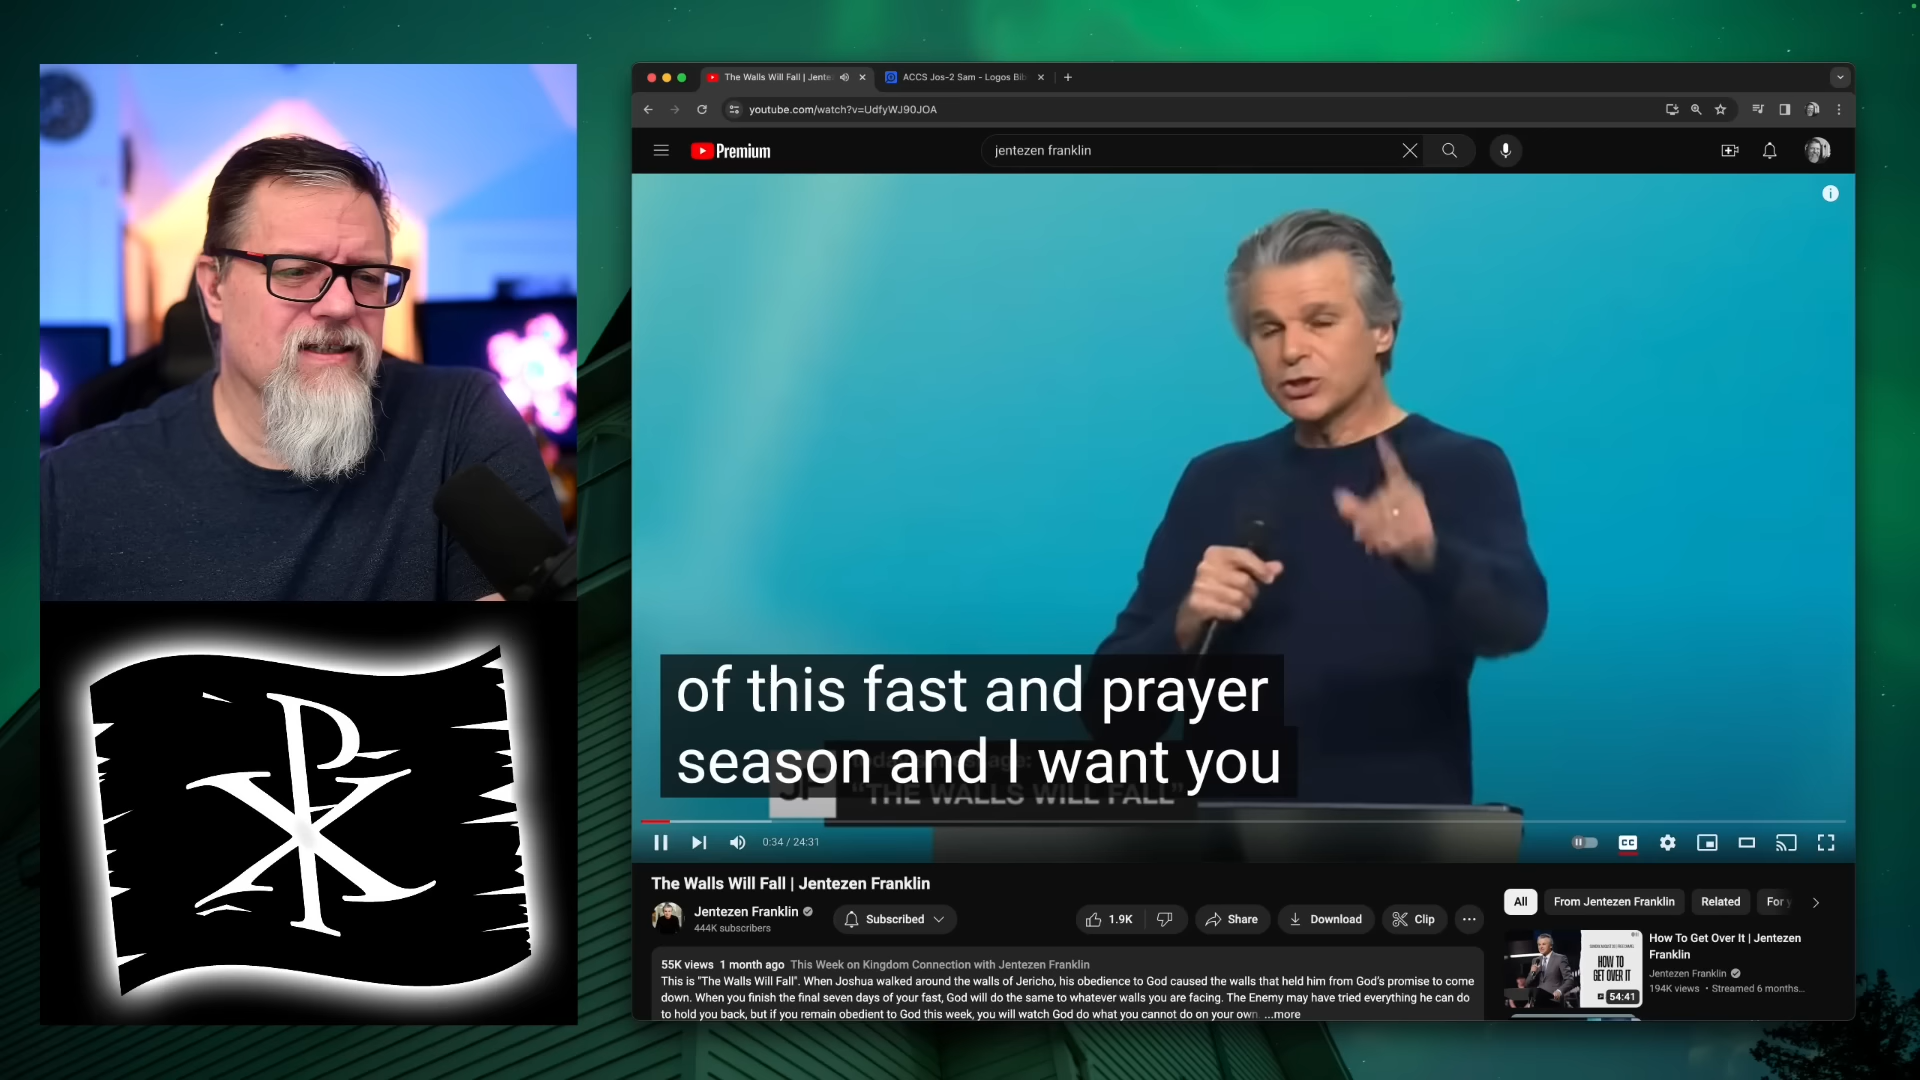 The Walls Will Fall | Jentez
ACCS Jos-2 Sam - Logos Bib
youtube.com/watch?v=UdfyWJ90JOA
Premium
jentezen franklin
of this fast and prayer
season and I want you
"THE WALLS WILL FALL"
0:34 / 24:31
CC
The Walls Will Fall | Jentezen Franklin
Jentezen Franklin
444K subscribers
Subscribed
1.9K
Share
Download
Clip
All
From Jentezen Franklin
Related
For y
55K views 1 month ago This Week on Kingdom Connection with Jentezen Franklin
This is "The Walls Will Fall". When Joshua walked around the walls of Jericho, his obedience to God caused the walls that held him from God's promise to come
down. When you finish the final seven days of your fast, God will do the same to whatever walls you are facing. The Enemy may have tried everything he can do
to hold you back, but if you remain obedient to God this week, you will watch God do what you cannot do on your own. ...more
HOW TO
GET OVER IT
54:41
How To Get Over It | Jentezen
Franklin
Jentezen Franklin
194K views • Streamed 6 months...